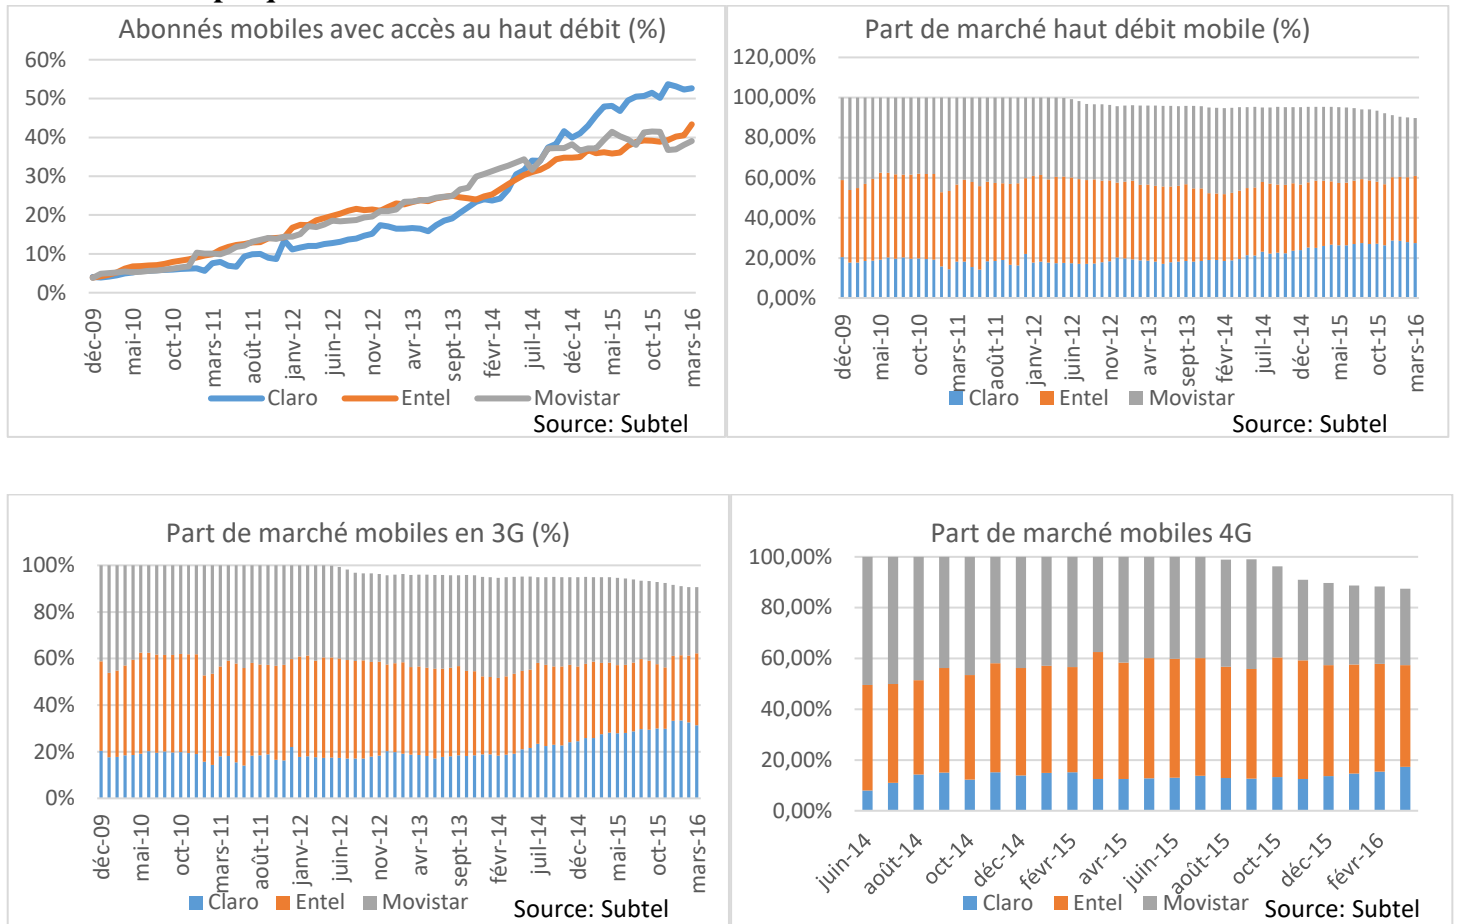 Abonnés mobiles avec accès au haut débit (%)
60%
50%
40%
30%
20%
10%
0%
déc-09
mai-10
oct-10
mars-11
août-11
janv-12
juin-12
nov-12
avr-13
sept-13
févr-14
juil-14
déc-14
mai-15
oct-15
mars-16
Claro Entel Movistar
Source: Subtel
Part de marché haut débit mobile (%)
120,00%
100,00%
80,00%
60,00%
40,00%
20,00%
0,00%
déc-09
mai-10
oct-10
mars-11
août-11
janv-12
juin-12
nov-12
avr-13
sept-13
févr-14
juil-14
déc-14
mai-15
oct-15
mars-16
Claro Entel Movistar
Source: Subtel
Part de marché mobiles en 3G (%)
100%
80%
60%
40%
20%
0%
déc-09
mai-10
oct-10
mars-11
août-11
janv-12
juin-12
nov-12
avr-13
sept-13
févr-14
juil-14
déc-14
mai-15
oct-15
mars-16
Claro Entel Movistar
Source: Subtel
Part de marché mobiles 4G
100,00%
80,00%
60,00%
40,00%
20,00%
0,00%
juin-14
août-14
oct-14
déc-14
févr-15
avr-15
juin-15
août-15
oct-15
déc-15
févr-16
Claro Entel Movistar
Source: Subtel